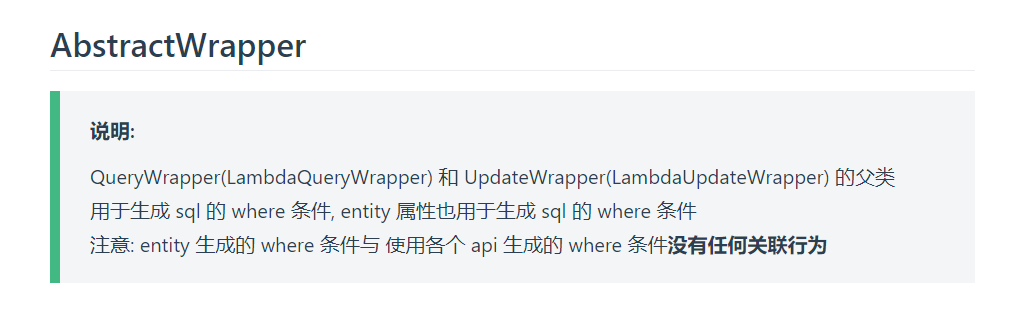 AbstractWrapper
说明:
QueryWrapper(LambdaQueryWrapper) 和 UpdateWrapper(LambdaUpdateWrapper) 的父类
用于生成 sql 的 where 条件, entity 属性也用于生成 sql 的 where 条件
注意: entity 生成的 where 条件与 使用各个 api 生成的 where 条件没有任何关联行为